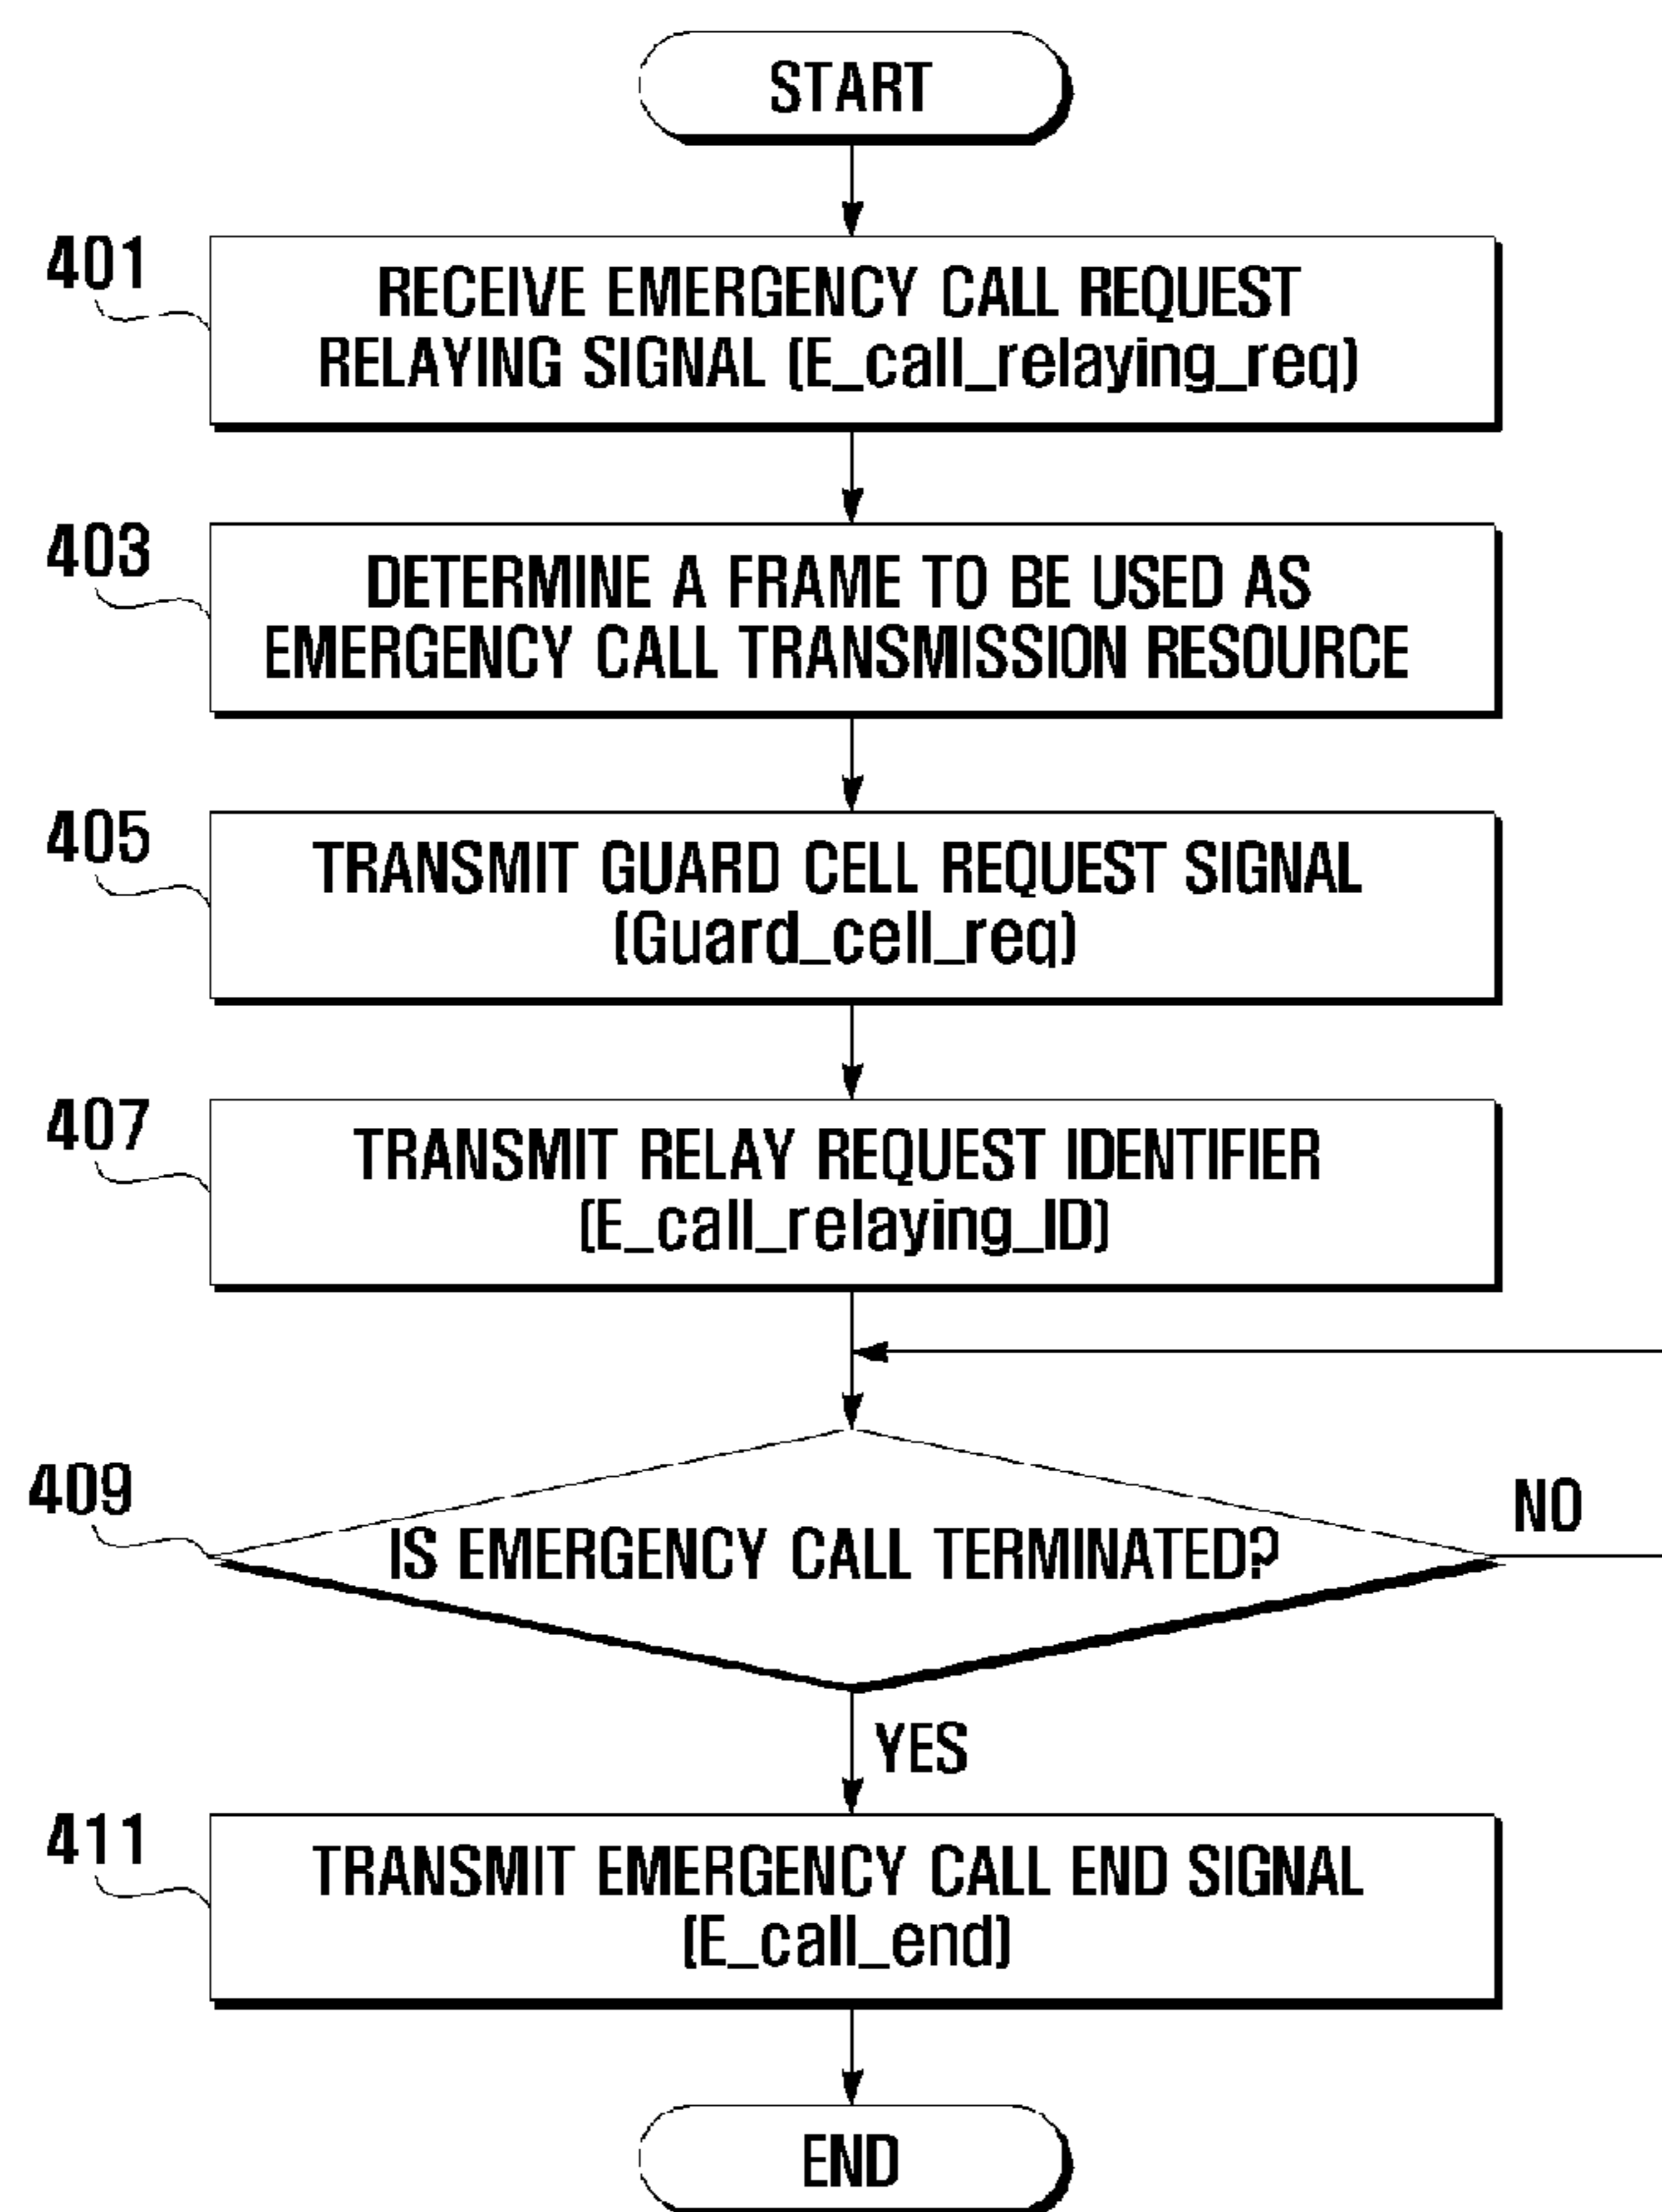 START
401
RECEIVE EMERGENCY CALL REQUEST
RELAYING SIGNAL (E_call_relaying_req)
403
DETERMINE A FRAME TO BE USED AS
EMERGENCY CALL TRANSMISSION RESOURCE
405
TRANSMIT GUARD CELL REQUEST SIGNAL
(Guard_cell_req)
407
TRANSMIT RELAY REQUEST IDENTIFIER
(E_call_relaying_ID)
409
IS EMERGENCY CALL TERMINATED?
NO
YES
411
TRANSMIT EMERGENCY CALL END SIGNAL
(E_call_end)
END